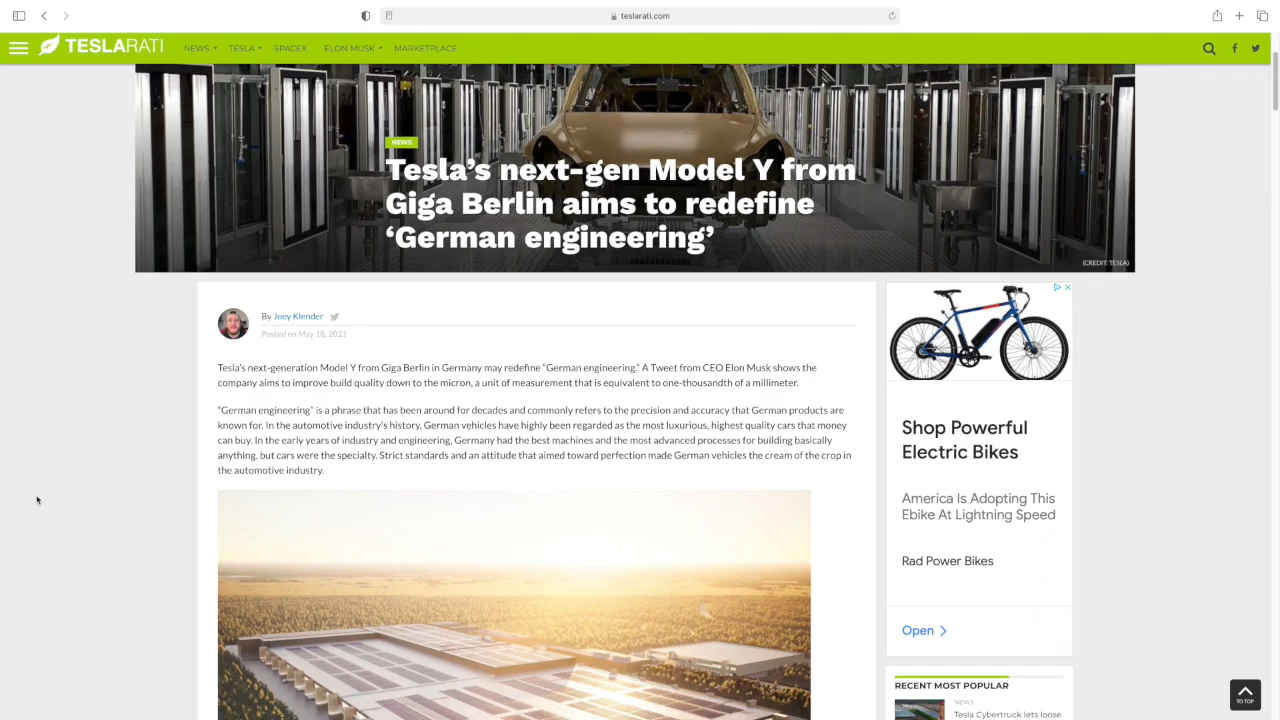 teslarati.com
TESLARATI
NEWS TESLA SPACEX ELON MUSK MARKETPLACE
NEWS
Tesla's next-gen Model Y from
Giga Berlin aims to redefine
‘German engineering’
(CREDIT: TESLA)
By Joey Klender
Posted on May 18, 2021
Tesla's next-generation Model Y from Giga Berlin in Germany may redefine “German engineering.” A Tweet from CEO Elon Musk shows the
company aims to improve build quality down to the micron, a unit of measurement that is equivalent to one-thousandth of a millimeter.
“German engineering” is a phrase that has been around for decades and commonly refers to the precision and accuracy that German products are
known for. In the automotive industry's history, German vehicles have highly been regarded as the most luxurious, highest quality cars that money
can buy. In the early years of industry and engineering, Germany had the best machines and the most advanced processes for building basically
anything, but cars were the specialty. Strict standards and an attitude that aimed toward perfection made German vehicles the cream of the crop in
the automotive industry.
Shop Powerful
Electric Bikes
America Is Adopting This
Ebike At Lightning Speed
Rad Power Bikes
Open
RECENT MOST POPULAR
NEWS
Tesla Cybertruck lets loose
TO TOP